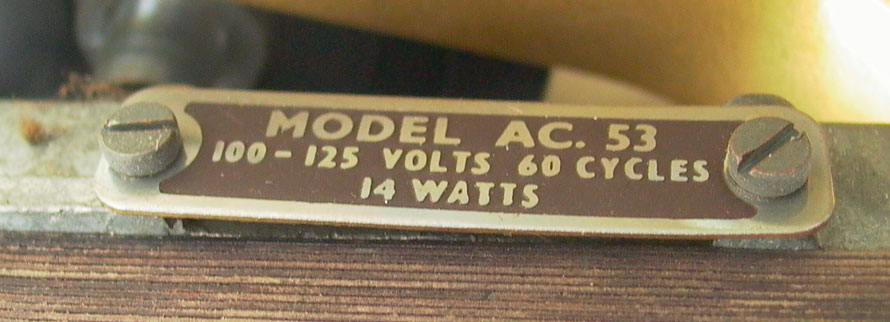 MODEL AC. 53
100-125 VOLTS 60 CYCLES
14 WATTS